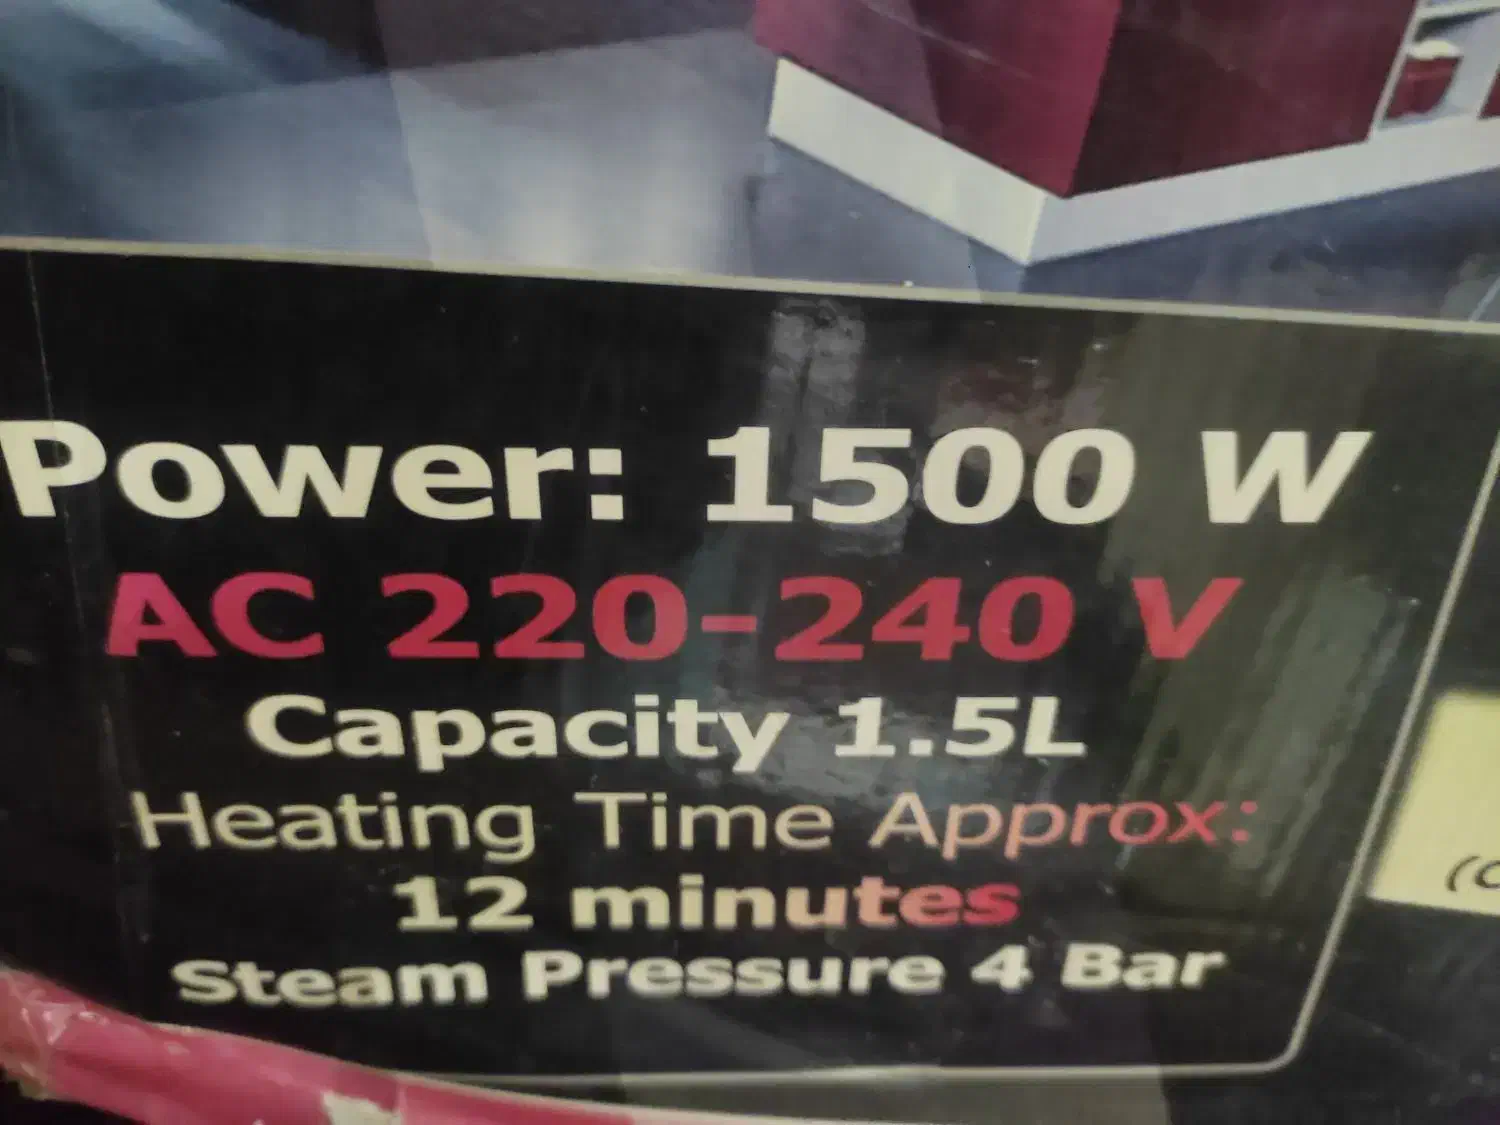 Power: 1500 W
AC 220-240 V
Capacity 1.5L
Heating Time Approx:
12 minutes
Steam Pressure 4 Bar